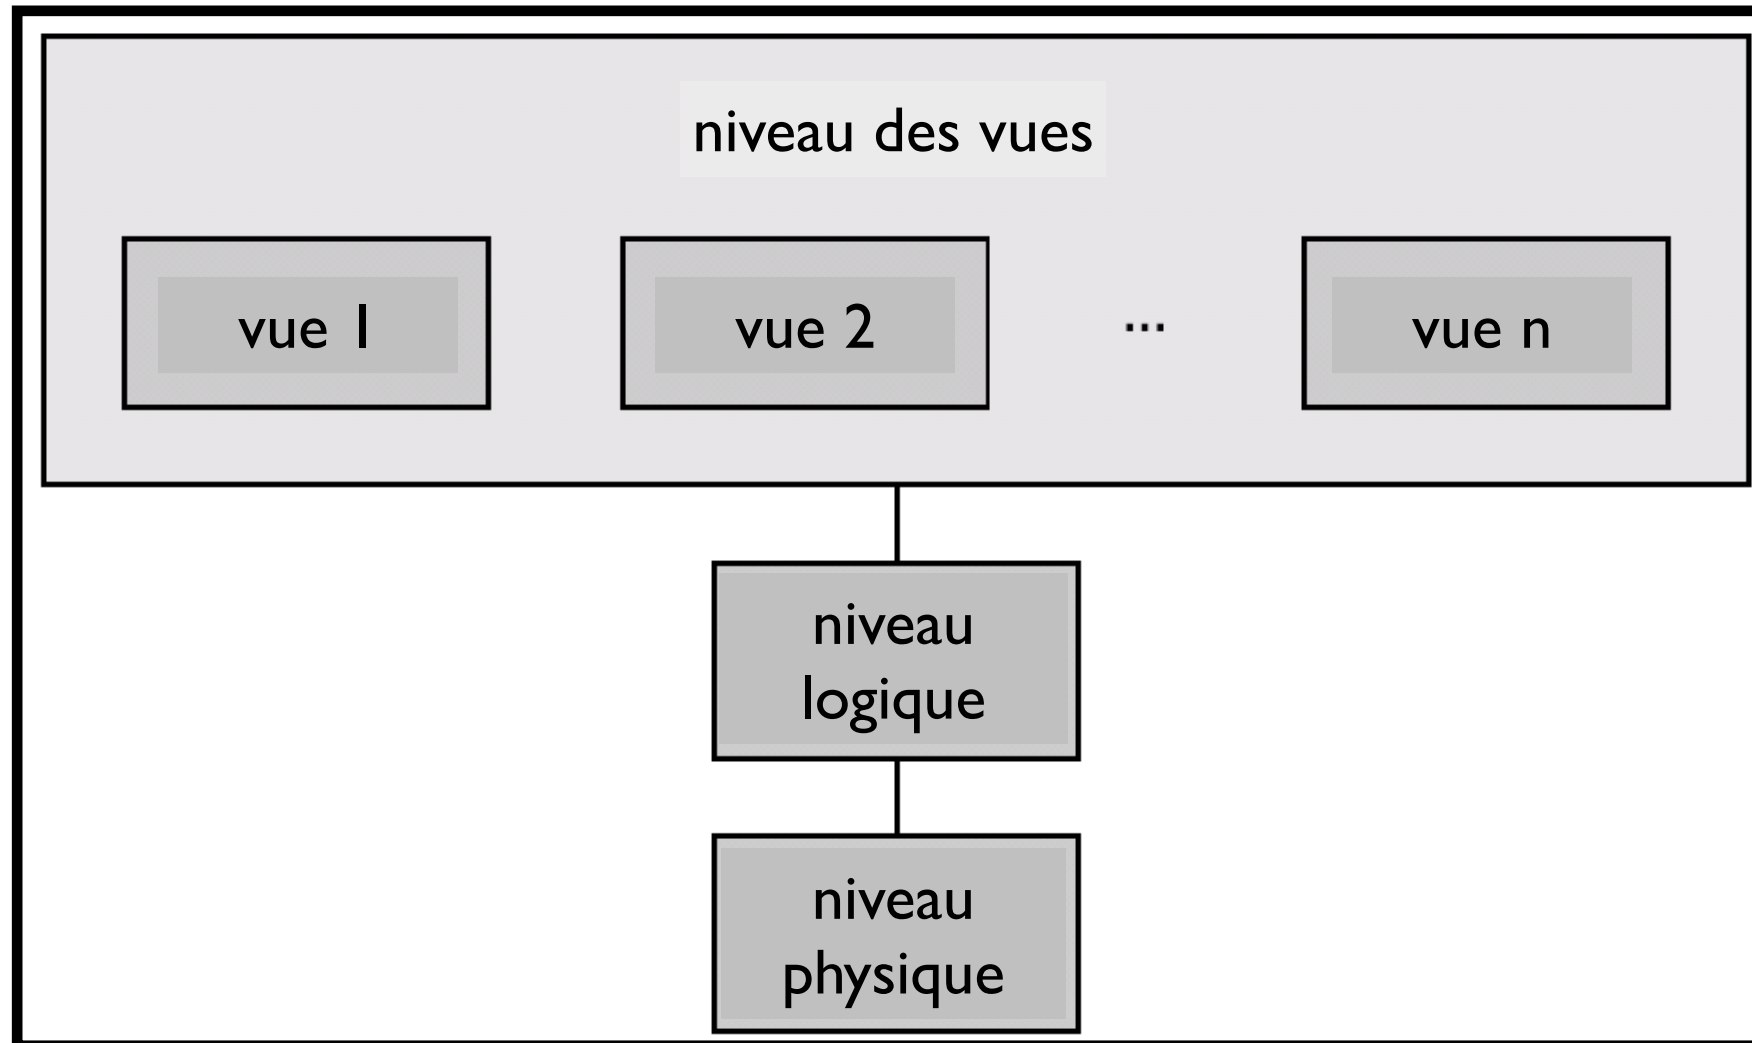 niveau des vues
vue 1
vue 2
...
vue n
niveau
logique
niveau
physique